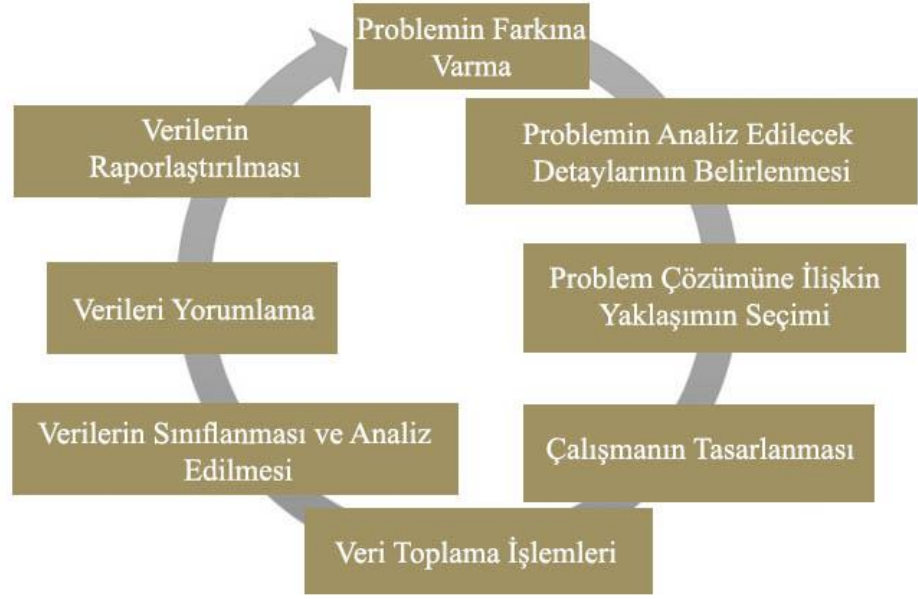 Problemin Farkına
Varma
Problemin Analiz Edilecek
Detaylarının Belirlenmesi
Problem Çözümüne İlişkin
Yaklaşımın Seçimi
Çalışmanın Tasarlanması
Veri Toplama İşlemleri
Verilerin Sınıflanması ve Analiz
Edilmesi
Verileri Yorumlama
Verilerin
Raporlaştırılması